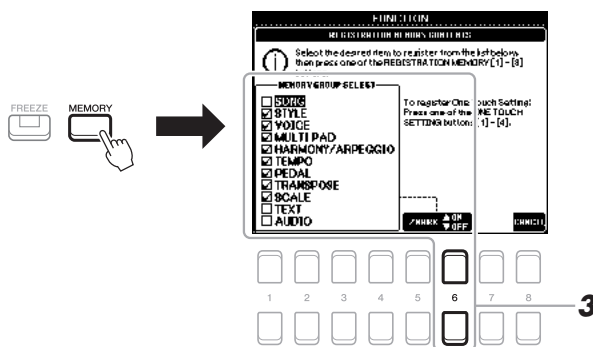 FREEZE
MEMORY
FUNCTION
REGISTRATION MEMORY CONTENTS
Select the desired item to register from the list below,
then press one of the REGISTRATION MEMORY [1] - [8]
MEMORY GROUP SELECT
SONG
STYLE
VOICE
MULTI PAD
HARMONY/ARPEGGIO
TEMPO
PEDAL
TRANSPOSE
SCALE
TEXT
AUDIO
To register One Touch Setting:
Press one of the ONE TOUCH
SETTING button: [1] - [4].
MARK ▲ON
▼OFF
CANCEL
1 2 3 4 5 6 7 8
3